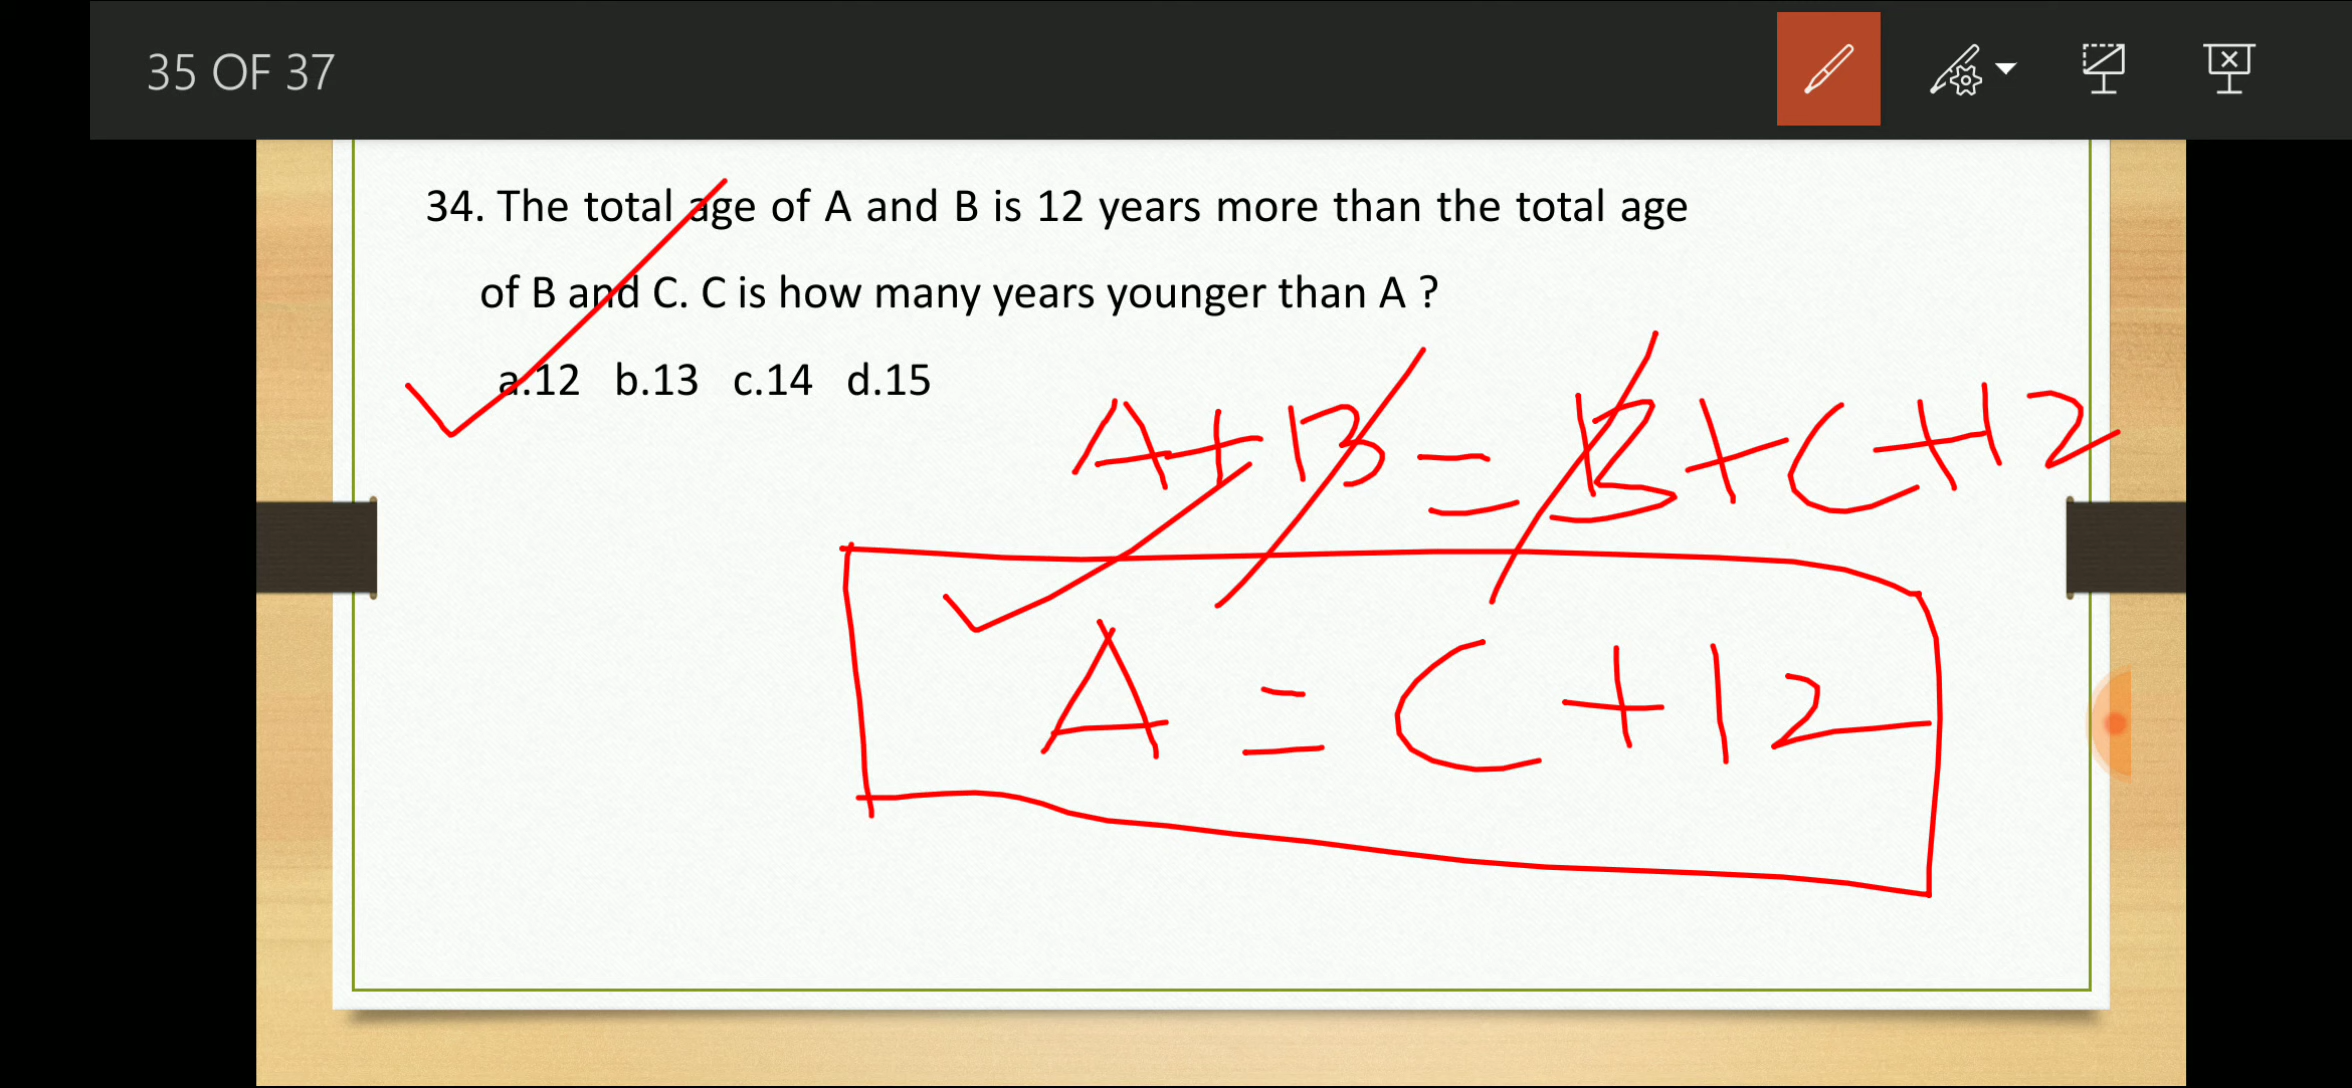 35 OF 37
34. The total age of A and B is 12 years more than the total age
of B and C. C is how many years younger than A ?
a.12 b.13 c.14 d.15
A+B = B+C+12
A = C+12